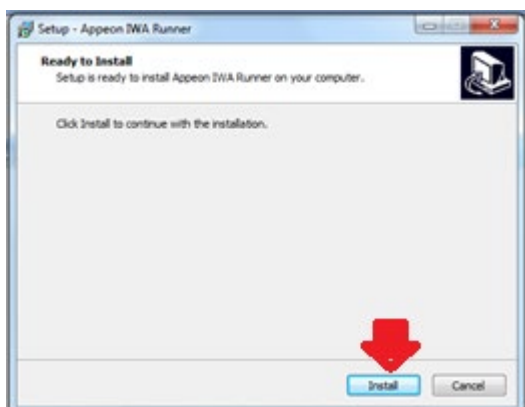 Setup - Appeon IWA Runner
Ready to Install
Setup is ready to install Appeon IWA Runner on your computer.
Click Install to continue with the installation.
Install
Cancel